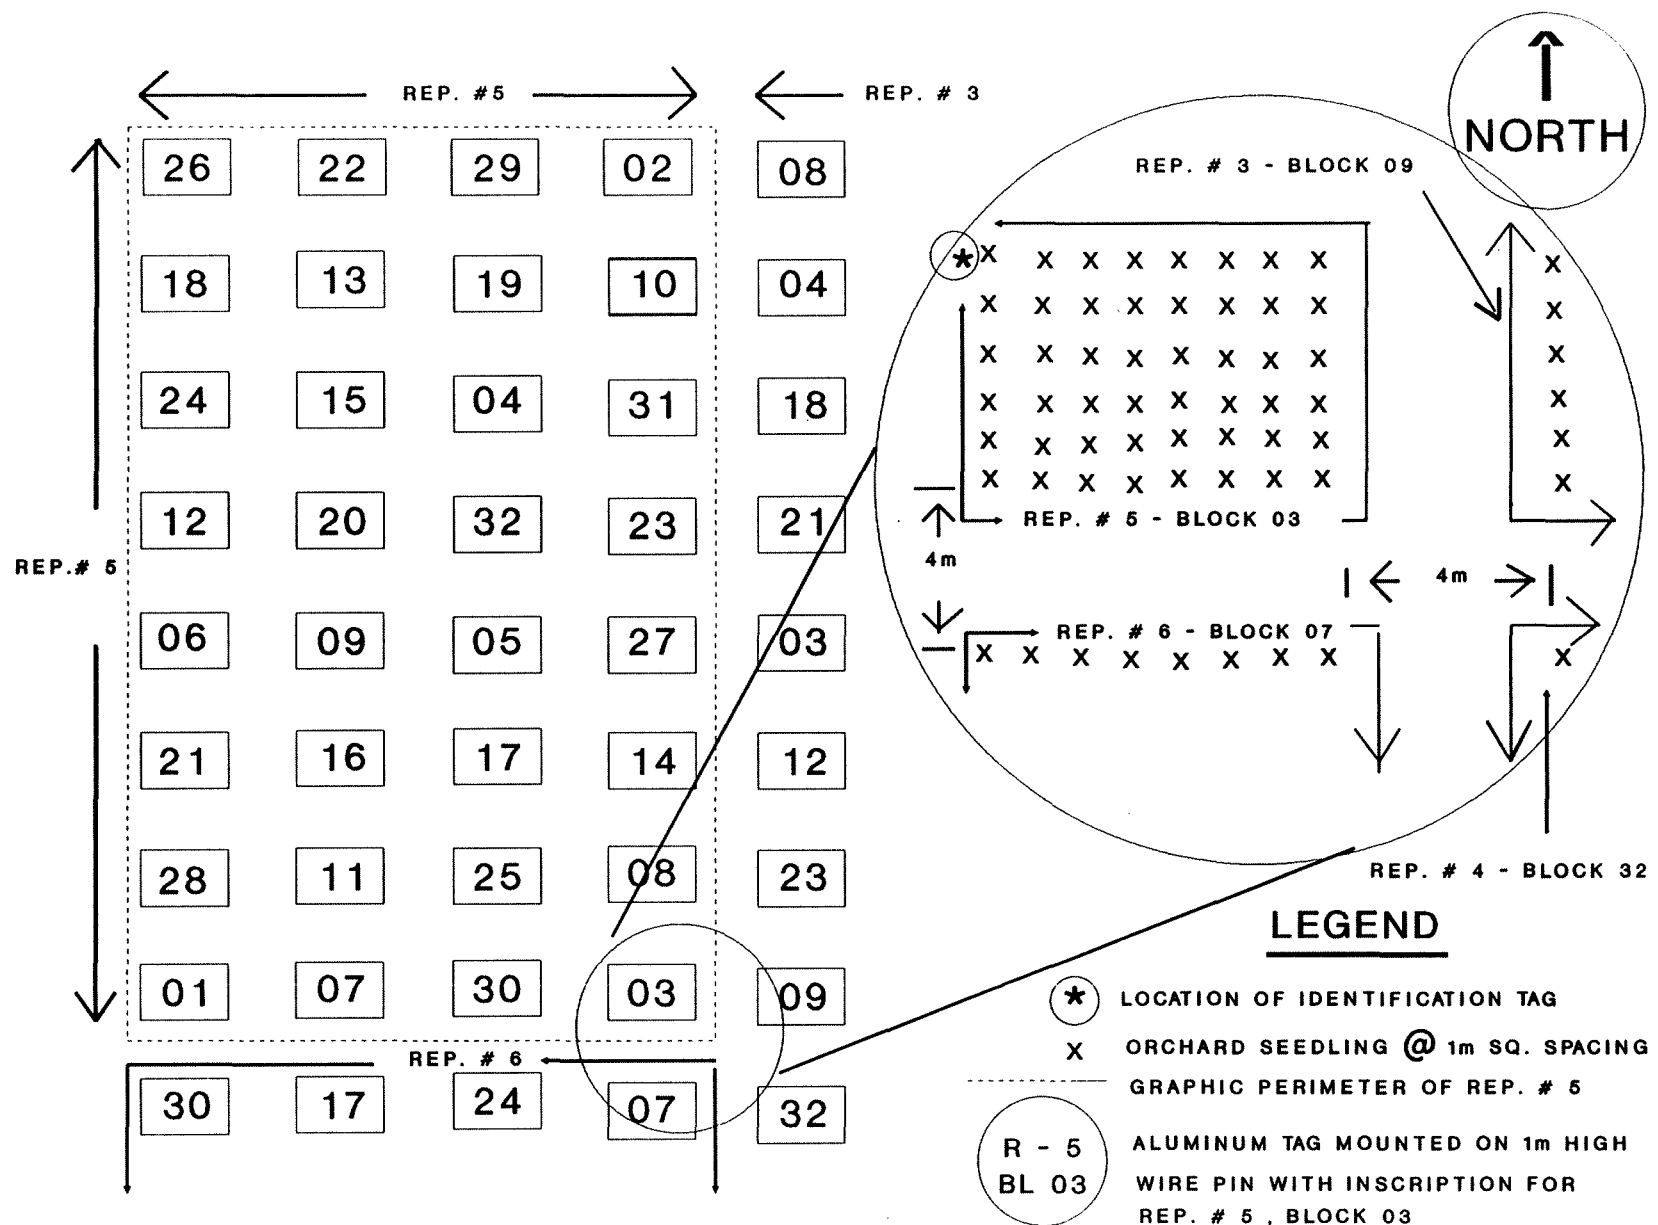 REP. #5
REP. # 3
NORTH
26 22 29 02 08
18 13 19 10 04
24 15 04 31 18
12 20 32 23 21
REP.# 5
06 09 05 27 03
21 16 17 14 12
28 11 25 08 23
01 07 30 03 09
REP. # 6
30 17 24 07 32
REP. # 3 - BLOCK 09
* X X X X X X X X X
X X X X X X X X X
X X X X X X X X X
X X X X X X X X X
X X X X X X X X X
X X X X X X X X X
REP. # 5 - BLOCK 03
4m
4m
REP. # 6 - BLOCK 07
X X X X X X X X X
REP. # 4 - BLOCK 32
LEGEND
* LOCATION OF IDENTIFICATION TAG
X ORCHARD SEEDLING @ 1m SQ. SPACING
GRAPHIC PERIMETER OF REP. # 5
R - 5
BL 03
ALUMINUM TAG MOUNTED ON 1m HIGH
WIRE PIN WITH INSCRIPTION FOR
REP. # 5 , BLOCK 03